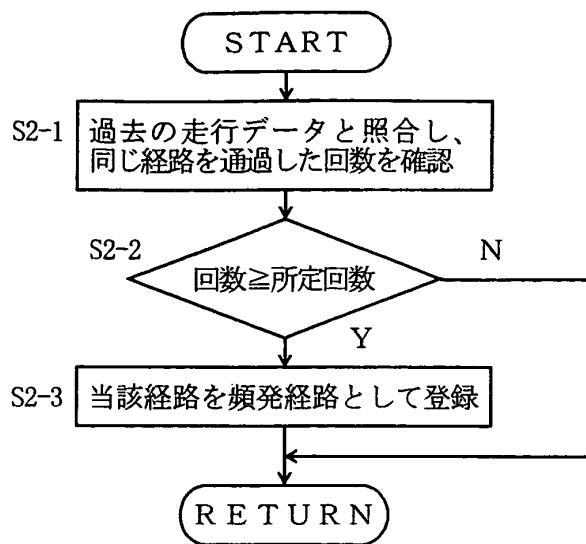 START
S2-1
過去の走行データと照合し、
同じ経路を通過した回数を確認
S2-2
回数≧所定回数
N
Y
S2-3
当該経路を頻発経路として登録
RETURN